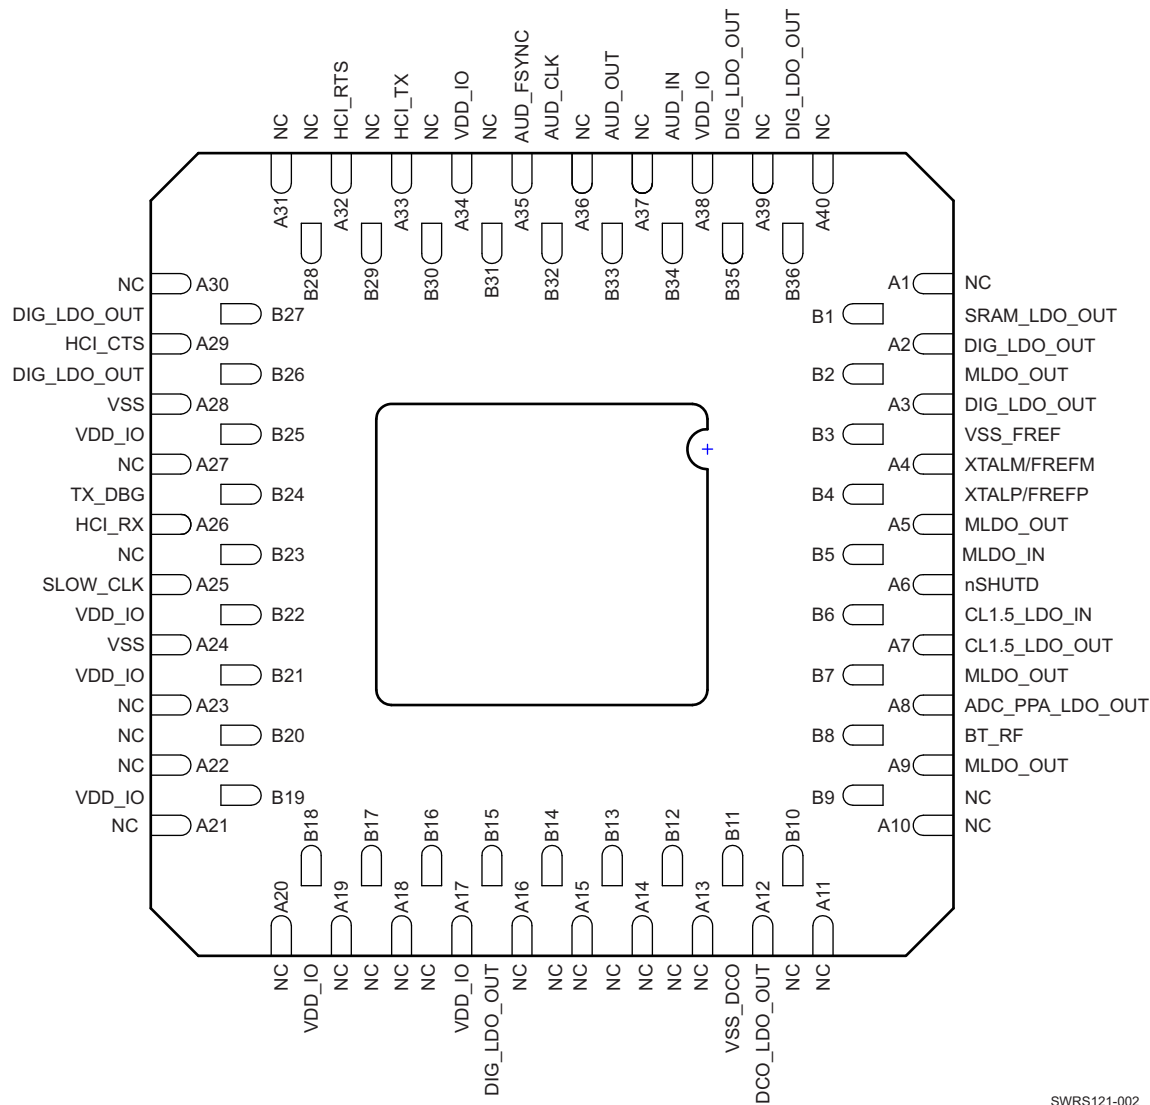 NC
NC
HCI_RTS
NC
HCI_TX
NC
VDD_IO
NC
AUD_FSYNC
AUD_CLK
NC
AUD_OUT
NC
AUD_IN
VDD_IO
DIG_LDO_OUT
NC
DIG_LDO_OUT
NC
A31
A32
A33
A34
A35
A36
A37
A38
A39
A40
B28
B29
B30
B31
B32
B33
B34
B35
B36
NC A30
DIG_LDO_OUT B27
HCI_CTS A29
DIG_LDO_OUT B26
VSS A28
VDD_IO B25
NC A27
TX_DBG B24
HCI_RX A26
NC B23
SLOW_CLK A25
VDD_IO B22
VSS A24
VDD_IO B21
NC A23
NC B20
NC A22
VDD_IO B19
NC A21
A1 NC
B1 SRAM_LDO_OUT
A2 DIG_LDO_OUT
B2 MLDO_OUT
A3 DIG_LDO_OUT
B3 VSS_FREF
A4 XTALM/FREFM
B4 XTALP/FREFP
A5 MLDO_OUT
B5 MLDO_IN
A6 nSHUTD
B6 CL1.5_LDO_IN
A7 CL1.5_LDO_OUT
B7 MLDO_OUT
A8 ADC_PPA_LDO_OUT
B8 BT_RF
A9 MLDO_OUT
B9 NC
A10 NC
B18
B17
B16
B15
B14
B13
B12
B11
B10
A20
A19
A18
A17
A16
A15
A14
A13
A12
A11
NC
VDD_IO
NC
NC
NC
VDD_IO
DIG_LDO_OUT
NC
NC
NC
NC
NC
NC
NC
VSS_DCO
DCO_LDO_OUT
NC
NC
SWRS121-002